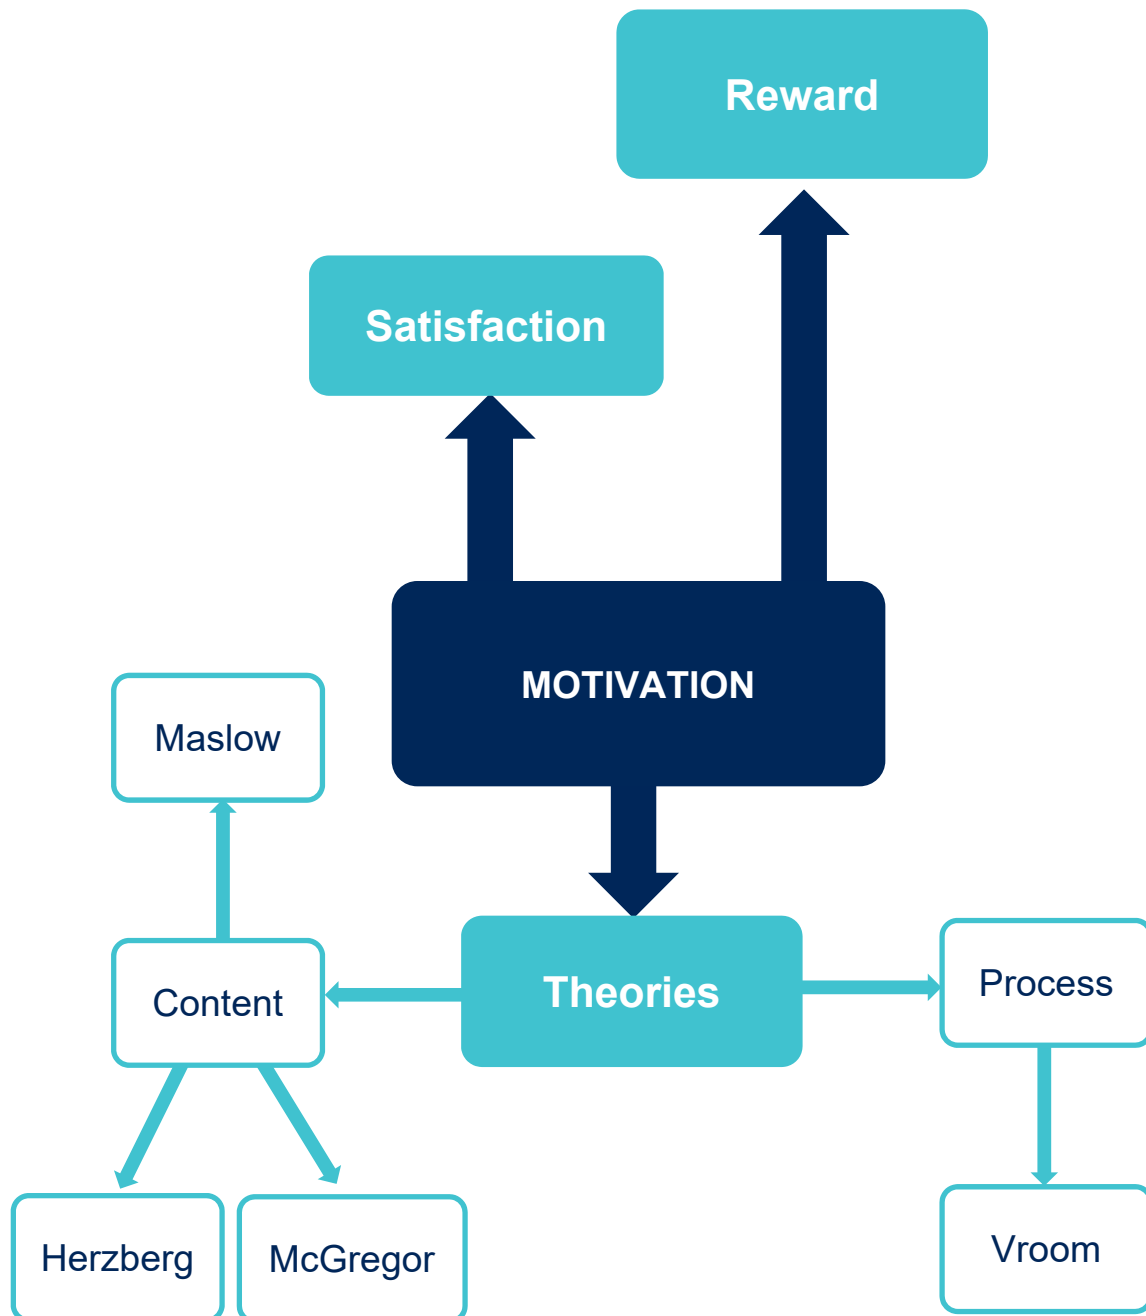 Reward
Satisfaction
MOTIVATION
Maslow
Content
Theories
Process
Herzberg
McGregor
Vroom